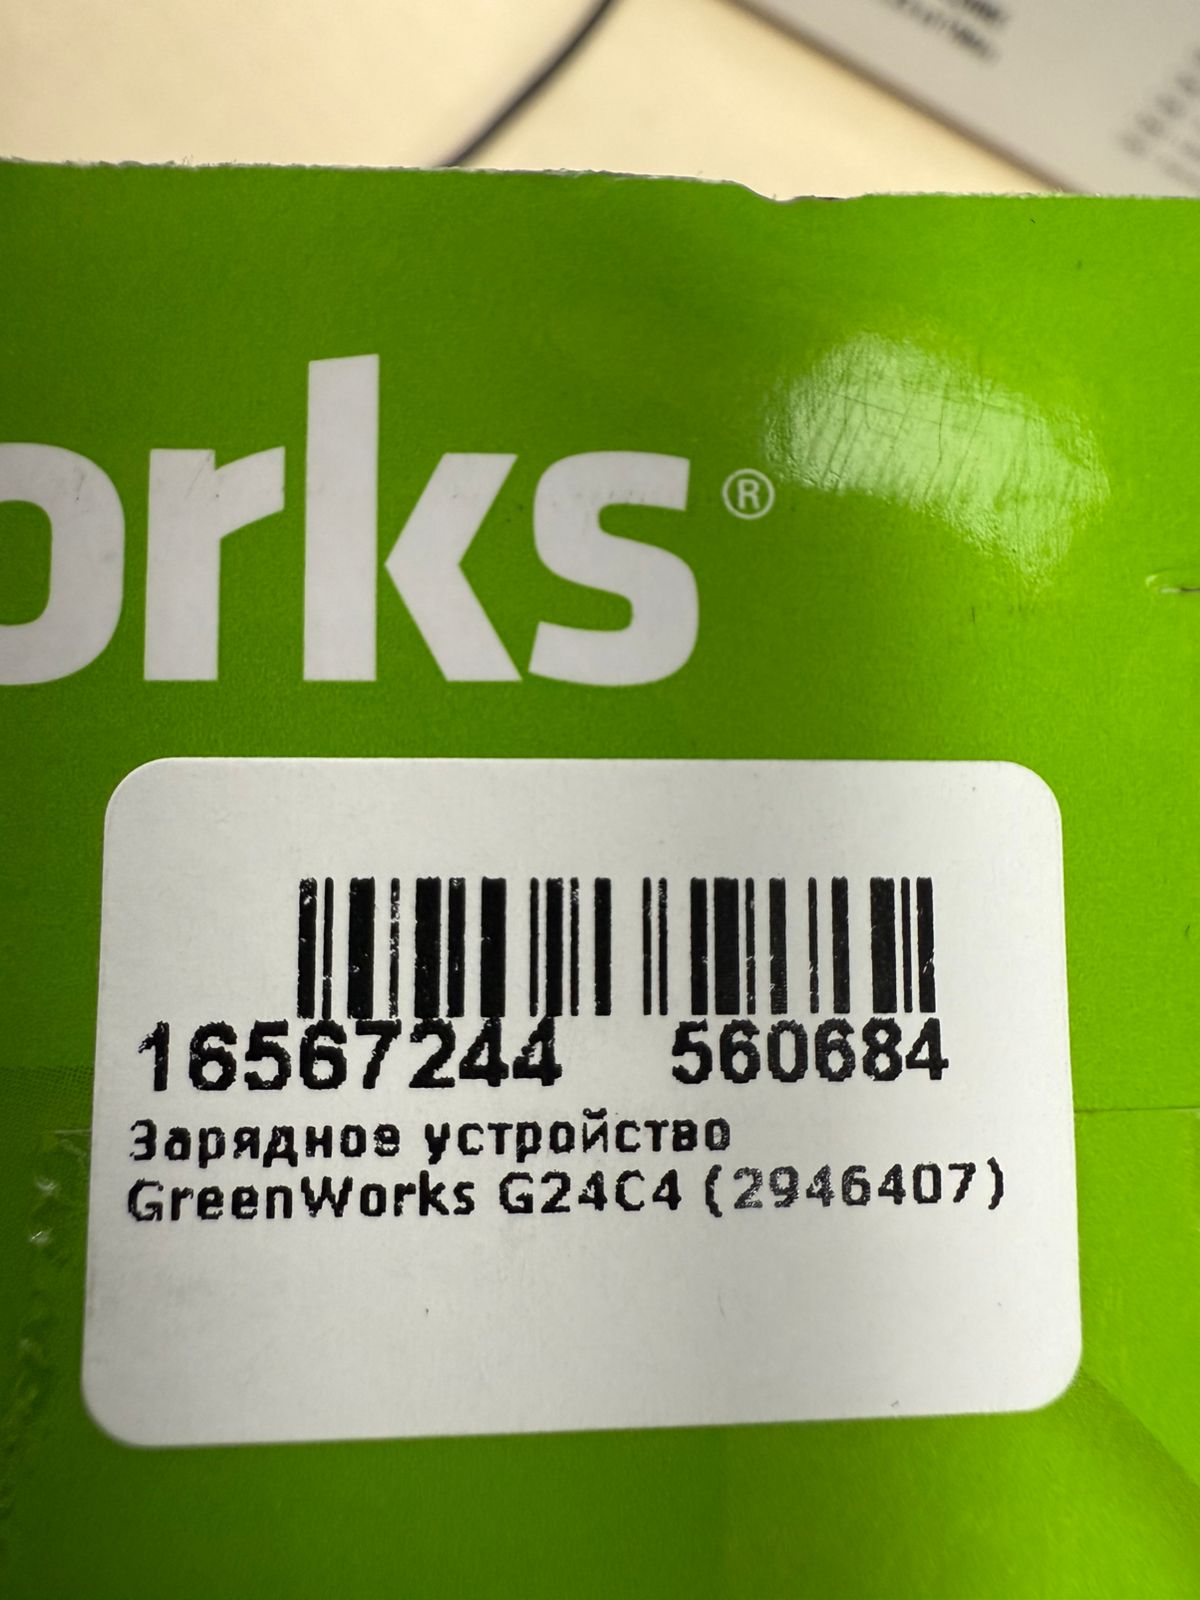 orks®
16567244 560684
Зарядное устройство
GreenWorks G24C4 (2946407)